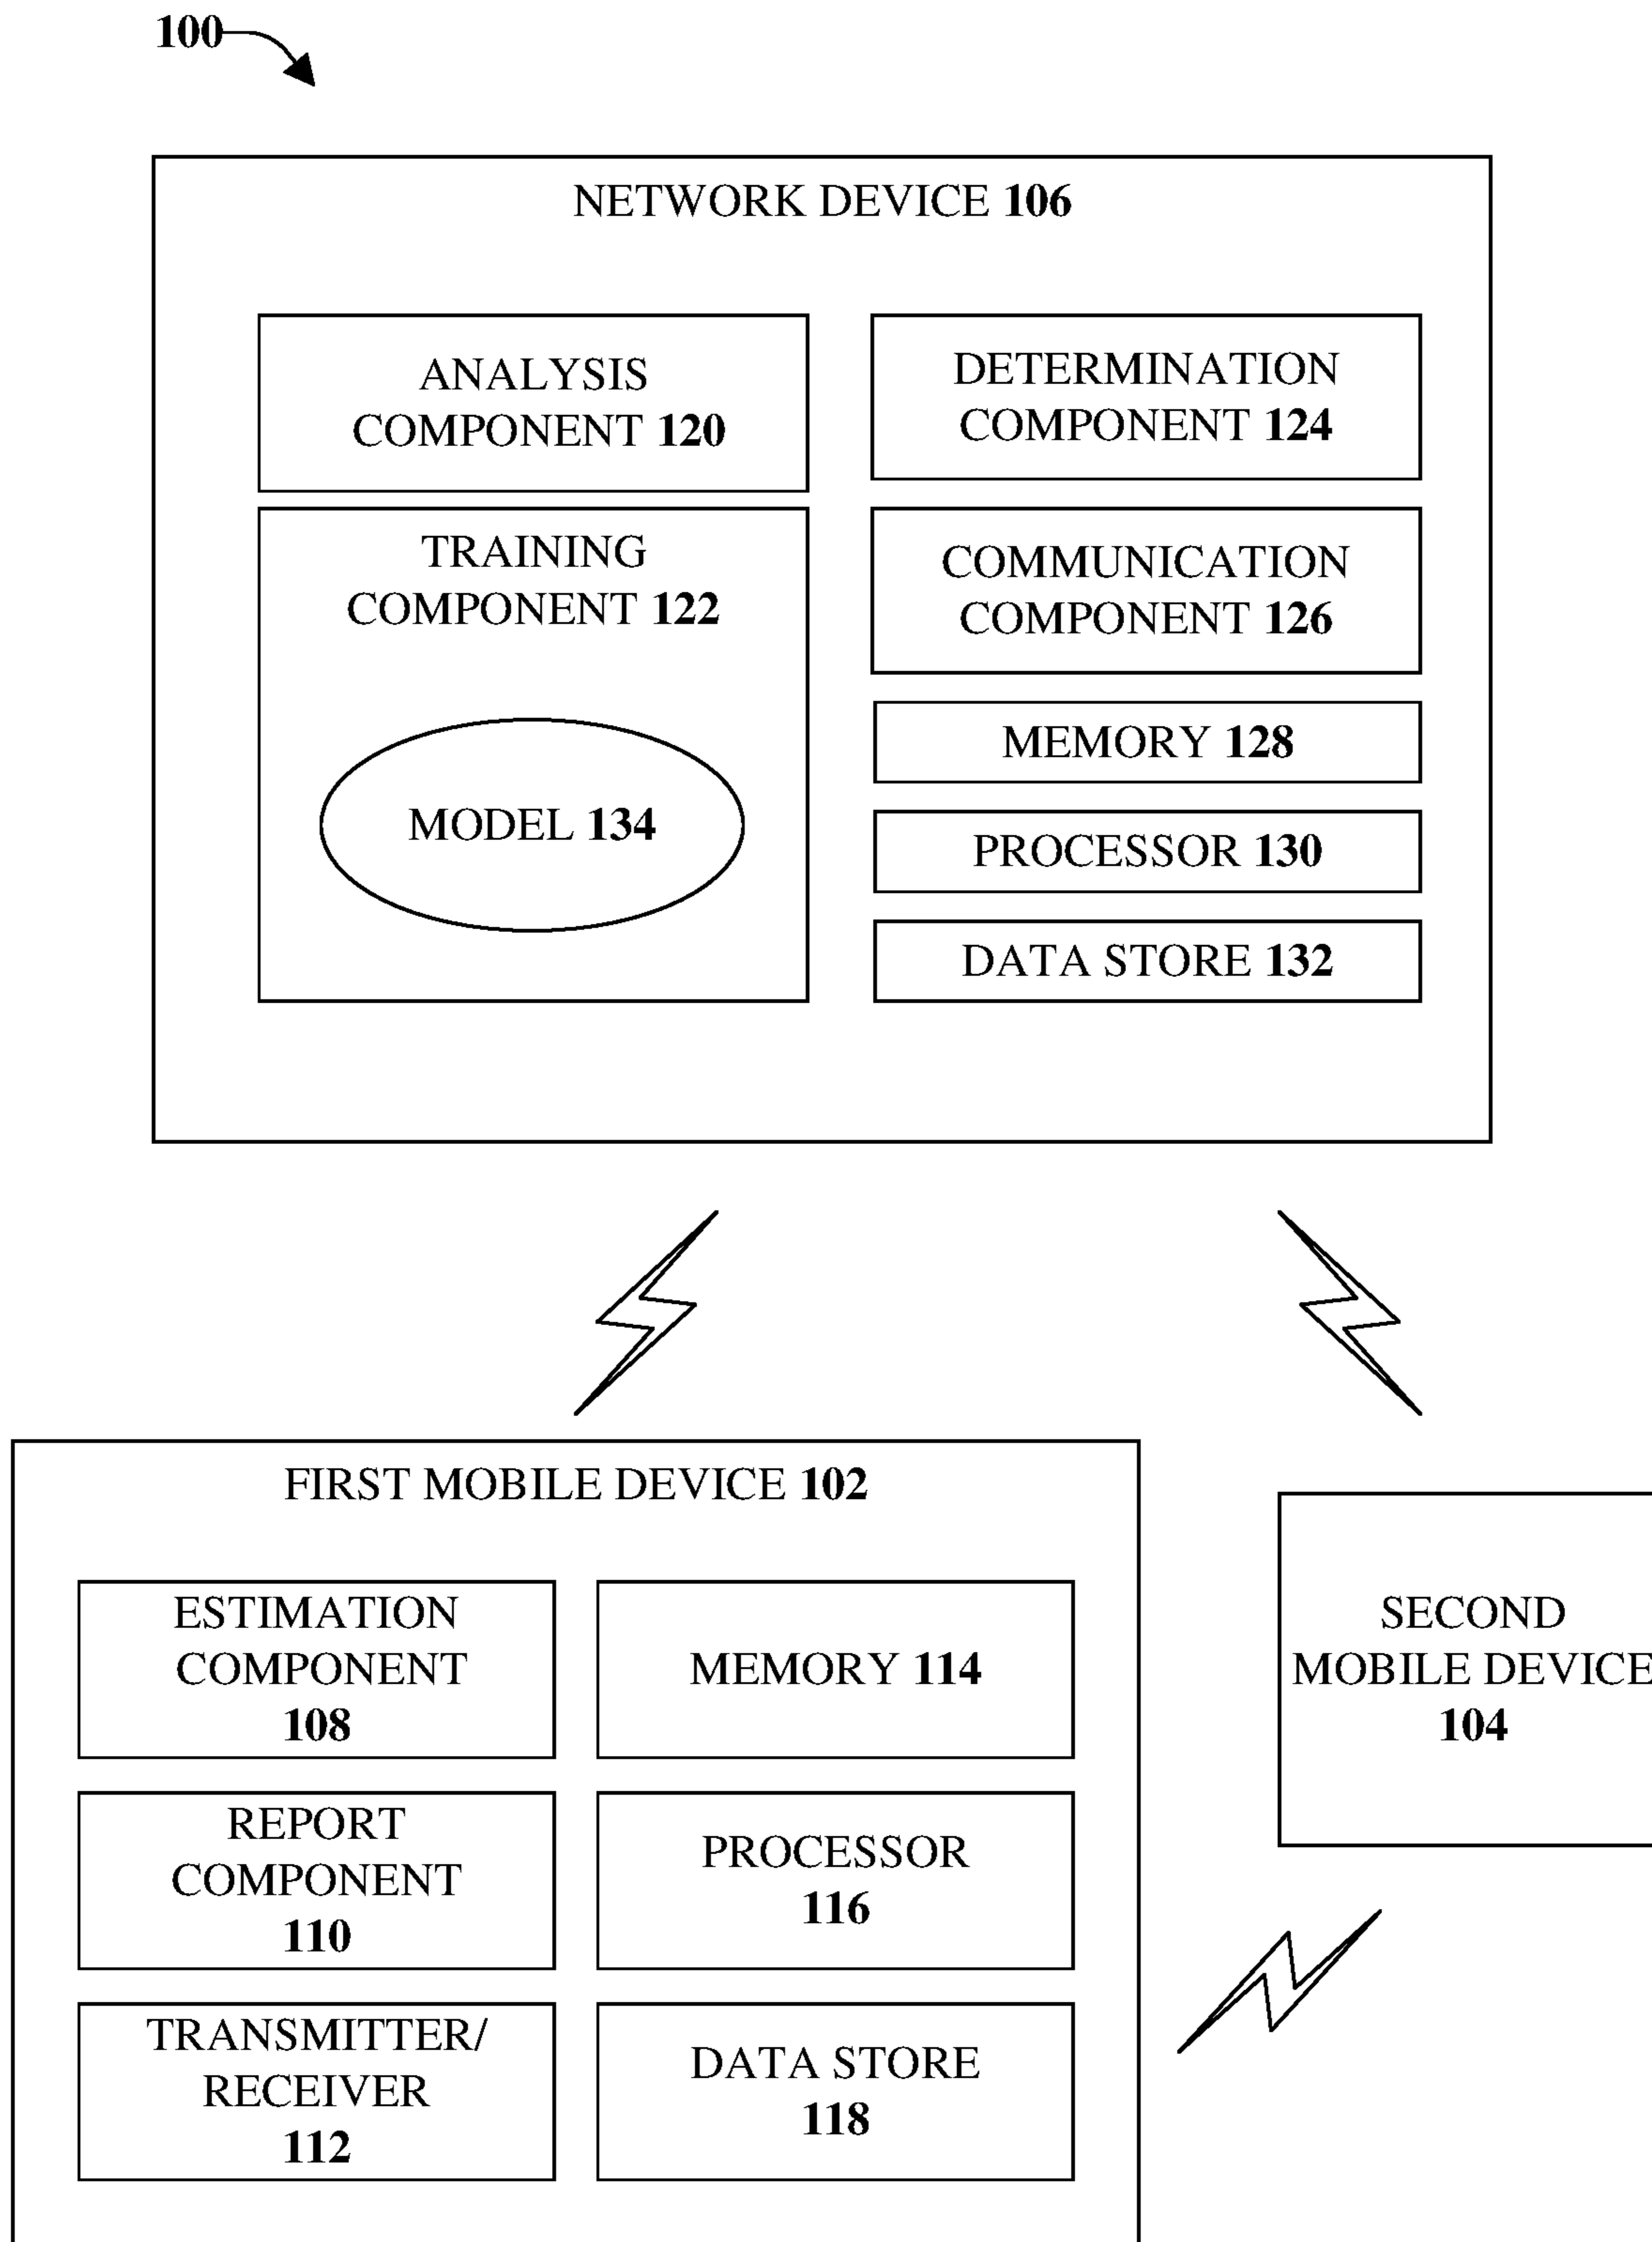 100
NETWORK DEVICE 106
ANALYSIS
COMPONENT 120
DETERMINATION
COMPONENT 124
TRAINING
COMPONENT 122
COMMUNICATION
COMPONENT 126
MODEL 134
MEMORY 128
PROCESSOR 130
DATA STORE 132
FIRST MOBILE DEVICE 102
ESTIMATION
COMPONENT
108
MEMORY 114
REPORT
COMPONENT
110
PROCESSOR
116
TRANSMITTER/
RECEIVER
112
DATA STORE
118
SECOND
MOBILE DEVICE
104